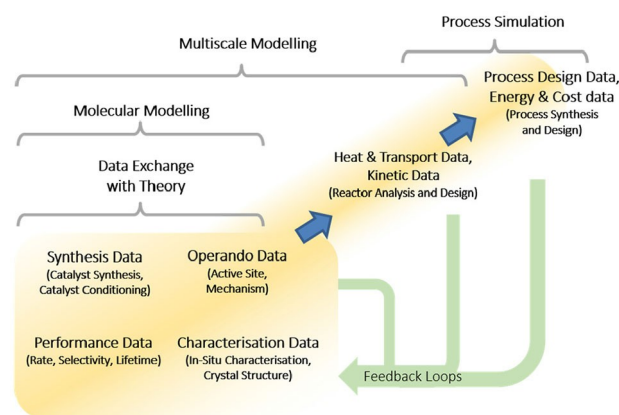 Process Simulation
Multiscale Modelling
Process Design Data,
Energy & Cost data
(Process Synthesis
and Design)
Molecular Modelling
Heat & Transport Data,
Kinetic Data
(Reactor Analysis and Design)
Data Exchange
with Theory
Synthesis Data
(Catalyst Synthesis,
Catalyst Conditioning)
Operando Data
(Active Site,
Mechanism)
Performance Data
(Rate, Selectivity, Lifetime)
Characterisation Data
(In-Situ Characterisation,
Crystal Structure)
Feedback Loops